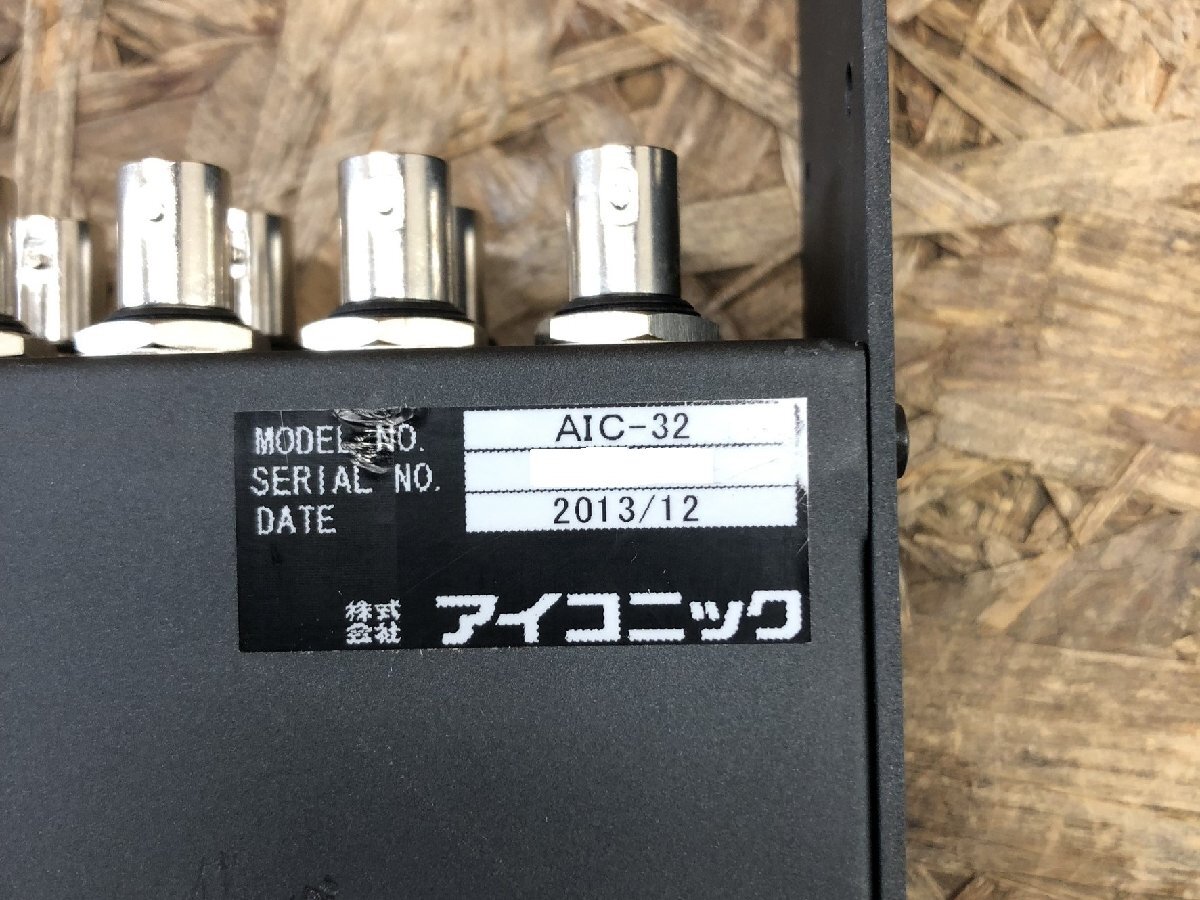 MODEL NO. AIC-32
SERIAL NO.
DATE 2013/12
株式会社 アイコニック